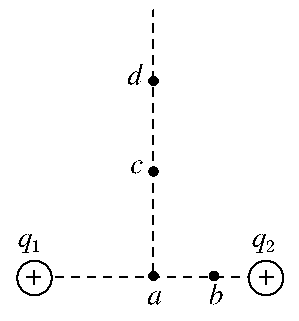 d
c
q₁ q₂
+ +
a b